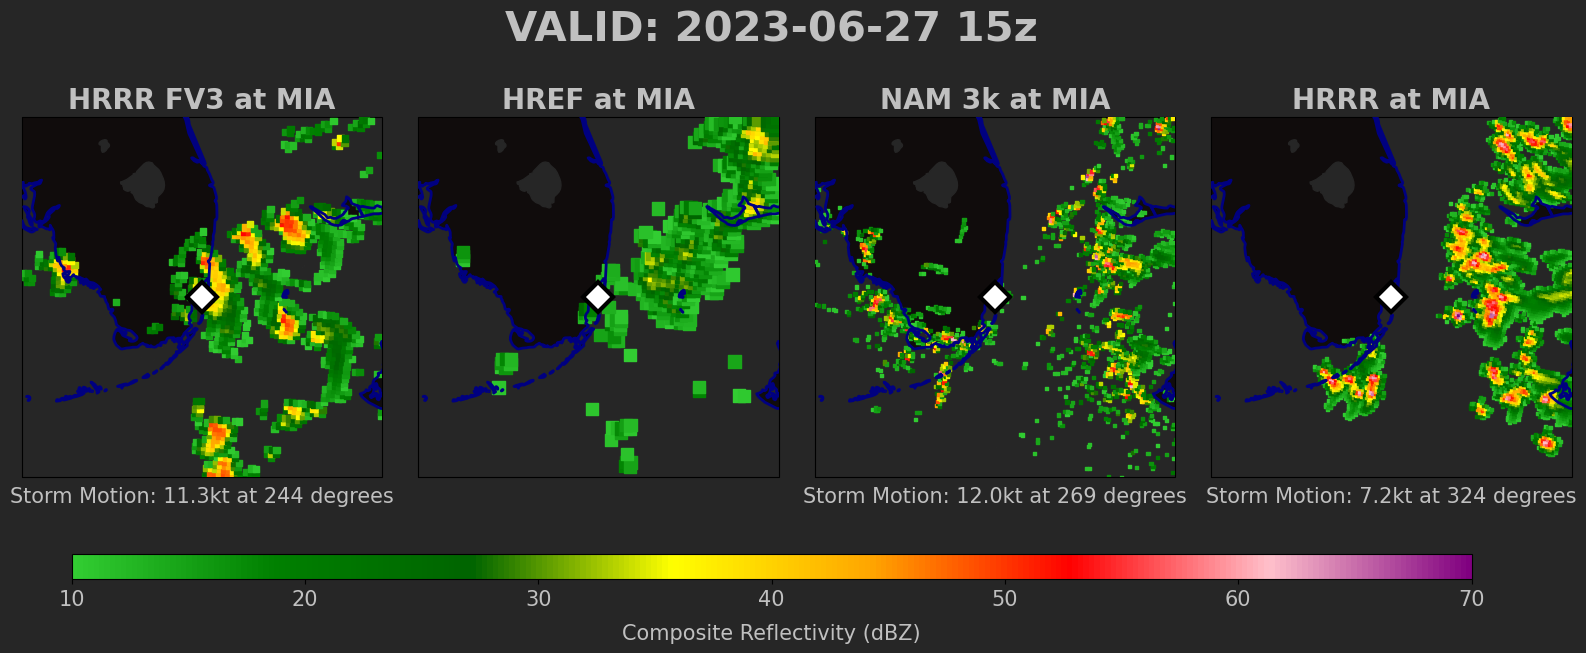 VALID: 2023-06-27 15z
HRRR FV3 at MIA
HREF at MIA
NAM 3k at MIA
HRRR at MIA
Storm Motion: 11.3kt at 244 degrees
Storm Motion: 12.0kt at 269 degrees
Storm Motion: 7.2kt at 324 degrees
10 20 30 40 50 60 70
Composite Reflectivity (dBZ)